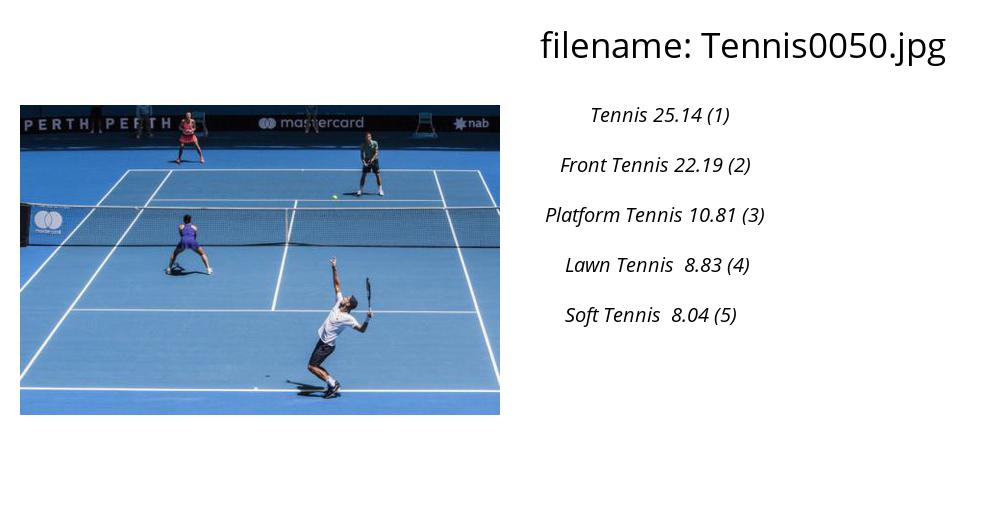 filename: Tennis0050.jpg
Tennis 25.14 (1)
Front Tennis 22.19 (2)
Platform Tennis 10.81 (3)
Lawn Tennis 8.83 (4)
Soft Tennis 8.04 (5)
PERTH PERTH mastercard nab
mastercard